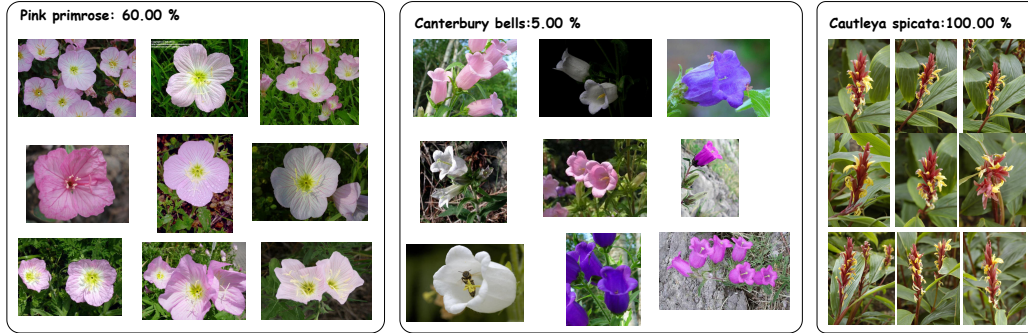 Pink primrose: 60.00 %
Canterbury bells:5.00 %
Cautleya spicata:100.00 %